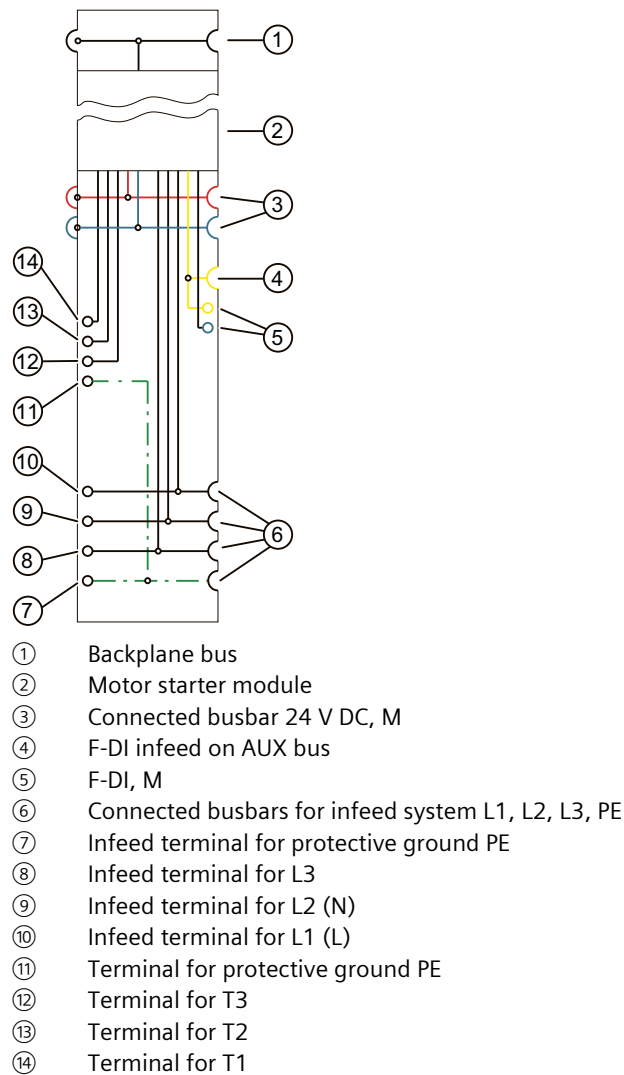 1
2
3
4
14
13
5
12
11
10
9
6
8
7
① Backplane bus
② Motor starter module
③ Connected busbar 24 V DC, M
④ F-DI infeed on AUX bus
⑤ F-DI, M
⑥ Connected busbars for infeed system L1, L2, L3, PE
⑦ Infeed terminal for protective ground PE
⑧ Infeed terminal for L3
⑨ Infeed terminal for L2 (N)
⑩ Infeed terminal for L1 (L)
⑪ Terminal for protective ground PE
⑫ Terminal for T3
⑬ Terminal for T2
⑭ Terminal for T1